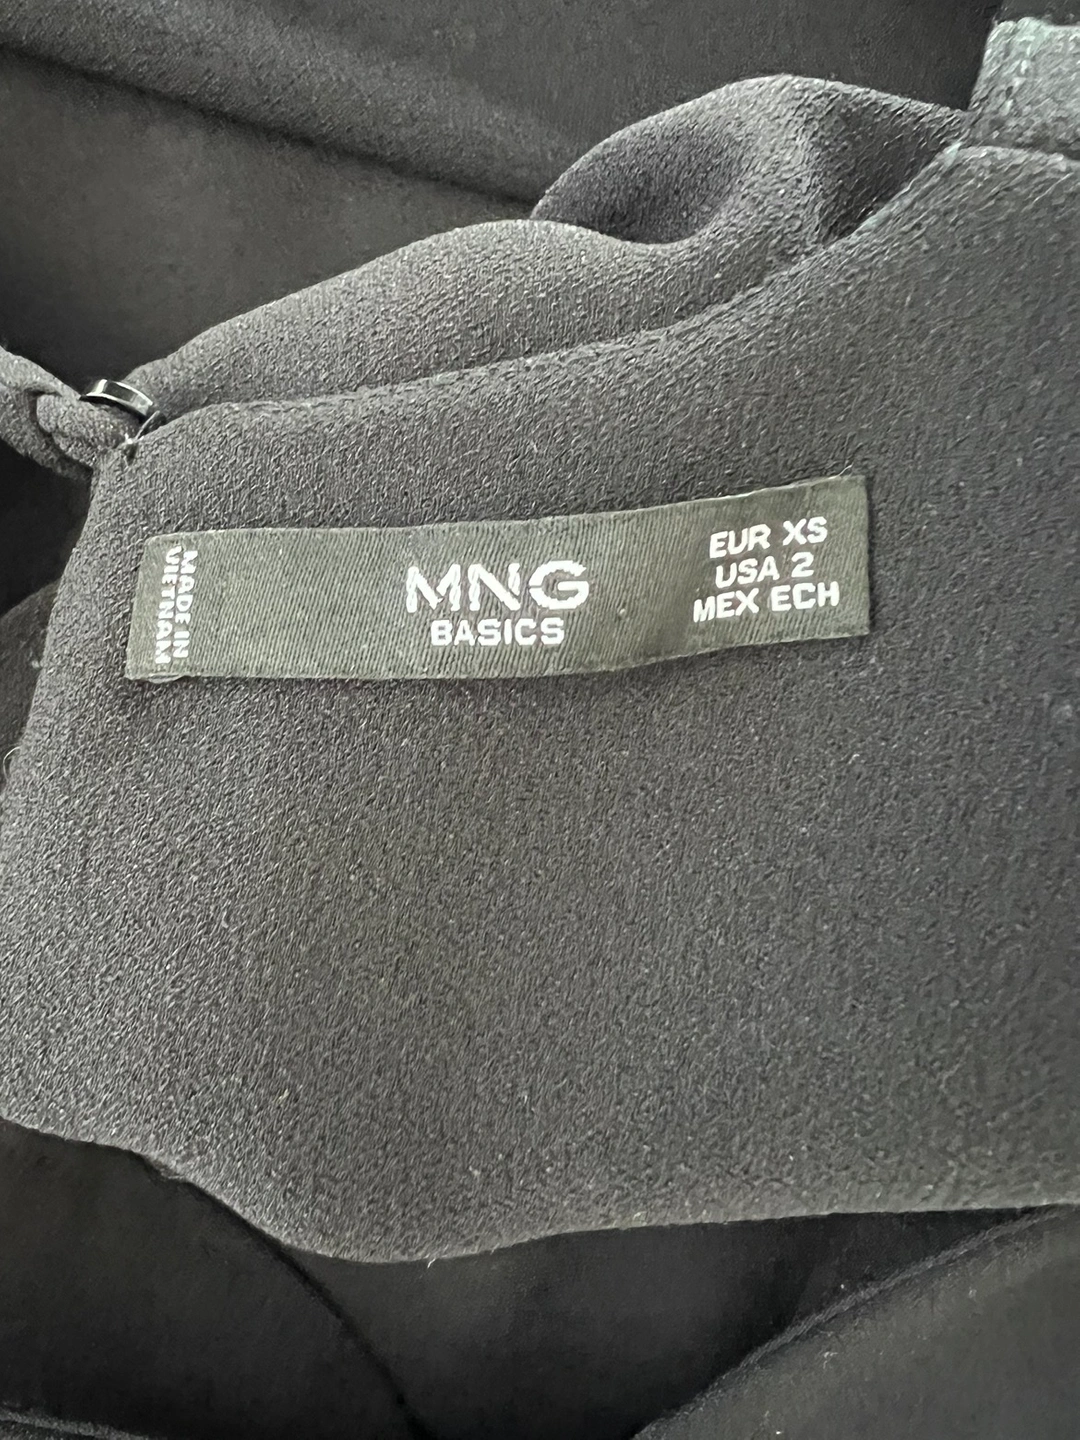 MADE IN
VIETNAM
MNG
BASICS
EUR XS
USA 2
MEX ECH